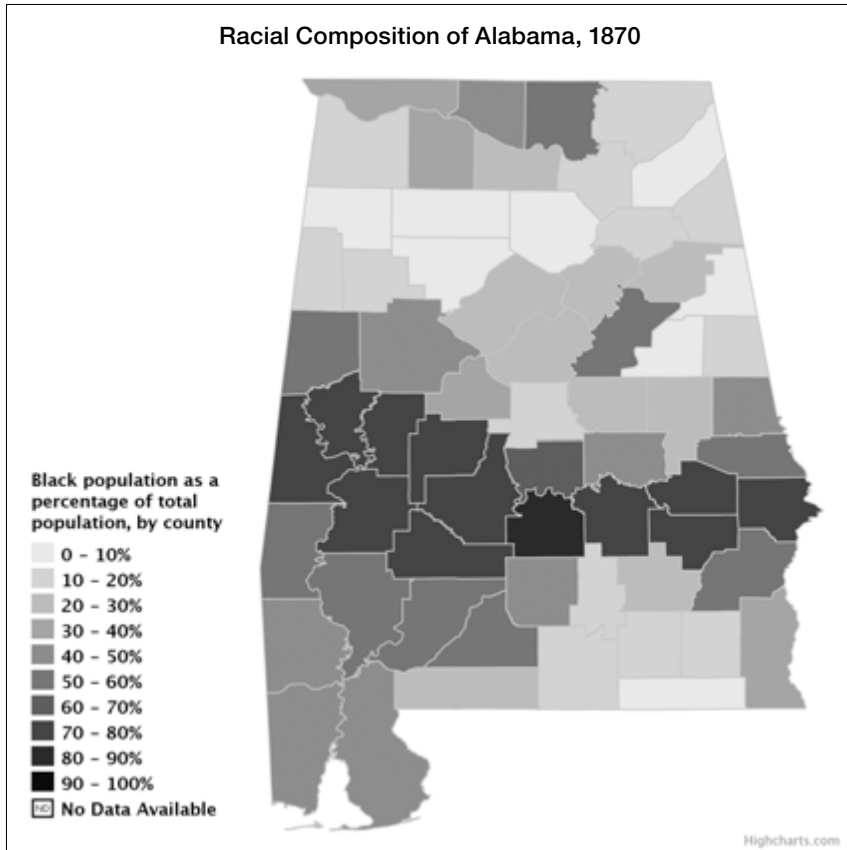 Racial Composition of Alabama, 1870
Black population as a
percentage of total
population, by county
0 - 10%
10 - 20%
20 - 30%
30 - 40%
40 - 50%
50 - 60%
60 - 70%
70 - 80%
80 - 90%
90 - 100%
ND No Data Available
Highcharts.com